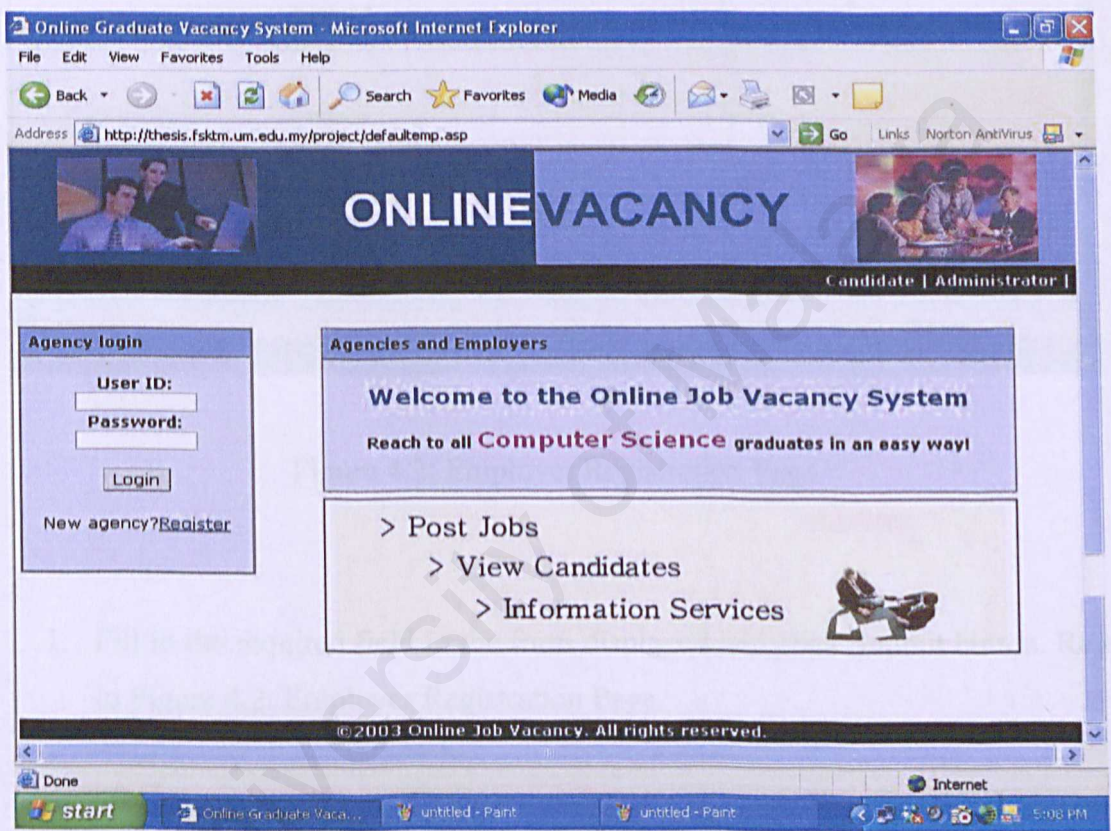 Online Graduate Vacancy System - Microsoft Internet Explorer
File Edit View Favorites Tools Help
Back Search Favorites Media
Address http://thesis.fsktm.um.edu.my/project/defaultemp.asp Go Links Norton AntiVirus
ONLINE VACANCY
Candidate | Administrator |
Agency login
User ID:
Password:
Login
New agency?Register
Agencies and Employers
Welcome to the Online Job Vacancy System
Reach to all Computer Science graduates in an easy way!
> Post Jobs
> View Candidates
> Information Services
©2003 Online Job Vacancy. All rights reserved.
Done Internet
start Online Graduate Vaca... untitled - Paint untitled - Paint 5:08 PM
University of Mala